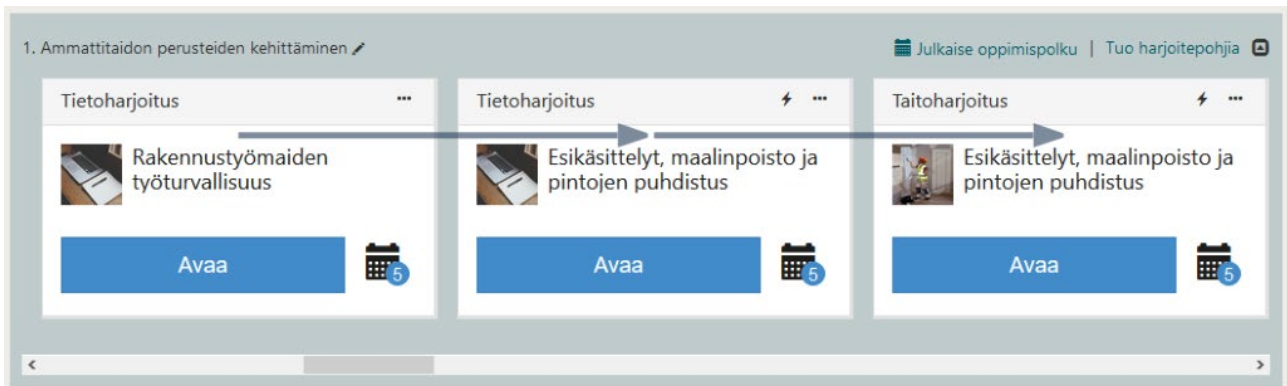 1. Ammattitaidon perusteiden kehittäminen
Julkaise oppimispolku | Tuo harjoitepohjia
Tietoharjoitus
Rakennustyömaiden
työturvallisuus
Avaa
5
Tietoharjoitus
Esikäsittelyt, maalinpoisto ja
pintojen puhdistus
Avaa
5
Taitoharjoitus
Esikäsittelyt, maalinpoisto ja
pintojen puhdistus
Avaa
5